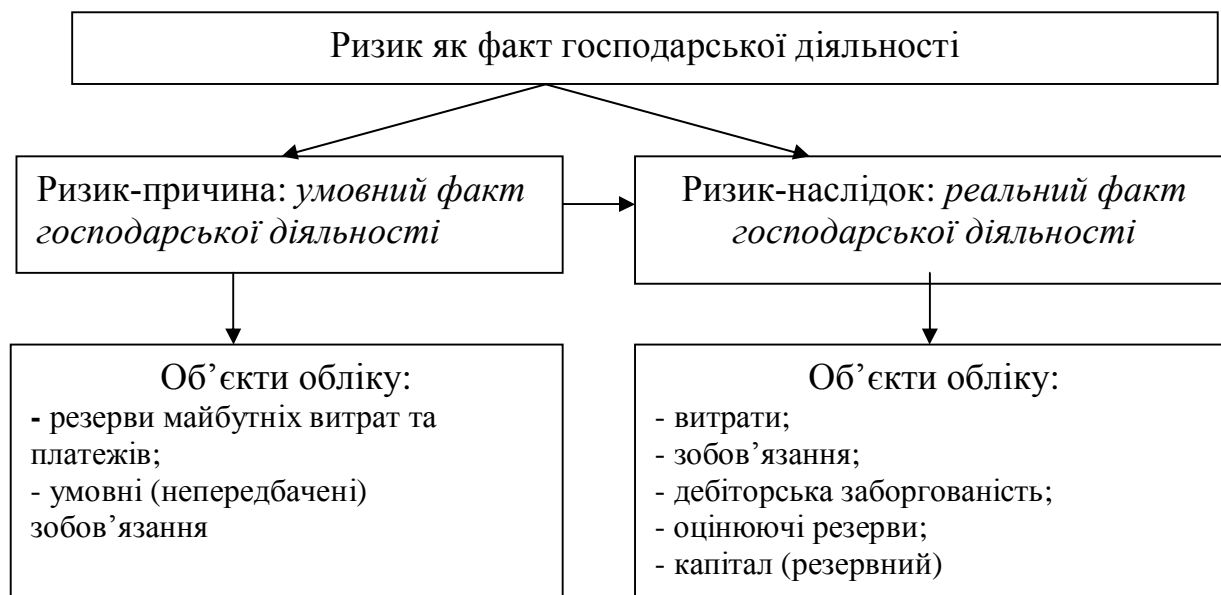 Ризик як факт господарської діяльності
Ризик-причина: умовний факт
господарської діяльності
Ризик-наслідок: реальний факт
господарської діяльності
Об’єкти обліку:
- резерви майбутніх витрат та
платежів;
- умовні (непередбачені)
зобов’язання
Об’єкти обліку:
- витрати;
- зобов’язання;
- дебіторська заборгованість;
- оцінюючі резерви;
- капітал (резервний)